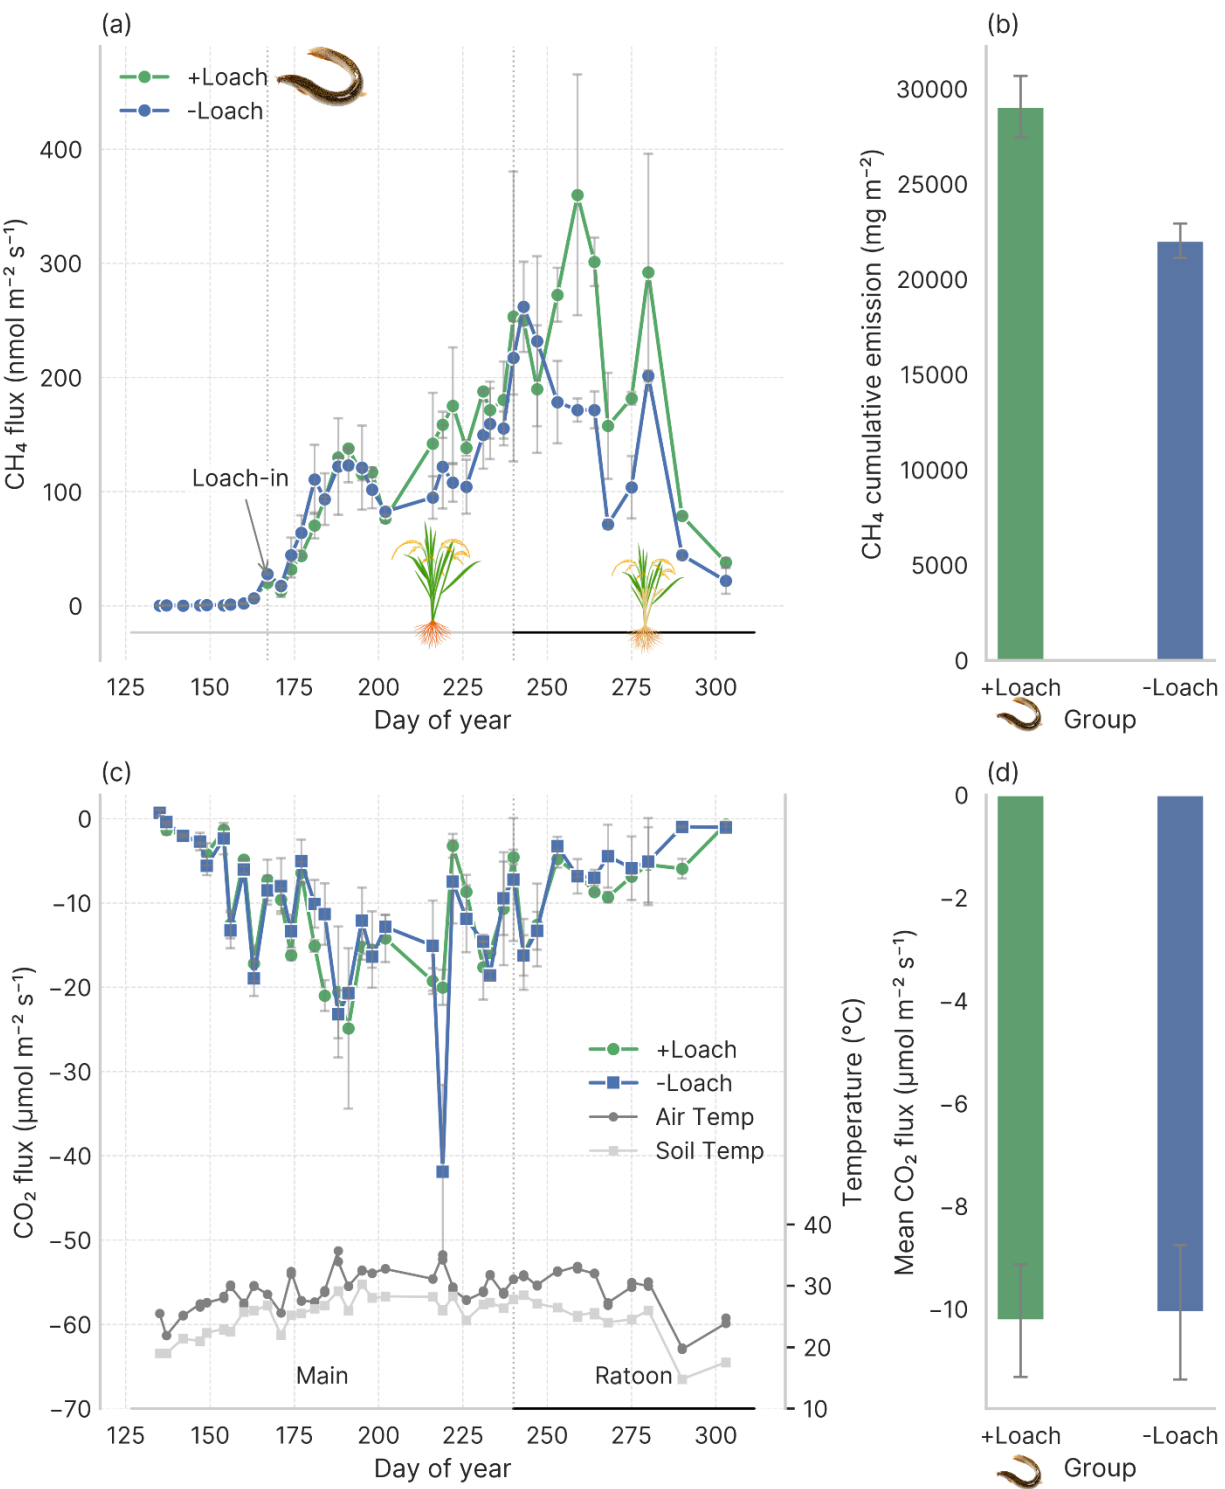 (a)
+Loach
-Loach
CH₄ flux (nmol m⁻² s⁻¹)
400
300
200
100
0
Loach-in
125 150 175 200 225 250 275 300
Day of year
(b)
CH₄ cumulative emission (mg m⁻²)
30000
25000
20000
15000
10000
5000
0
+Loach -Loach
Group
(c)
CO₂ flux (μmol m⁻² s⁻¹)
0
−10
−20
−30
−40
−50
−60
−70
+Loach
-Loach
Air Temp
Soil Temp
Temperature (°C)
40
30
20
10
Main Ratoon
125 150 175 200 225 250 275 300
Day of year
(d)
Mean CO₂ flux (μmol m⁻² s⁻¹)
0
−2
−4
−6
−8
−10
+Loach -Loach
Group